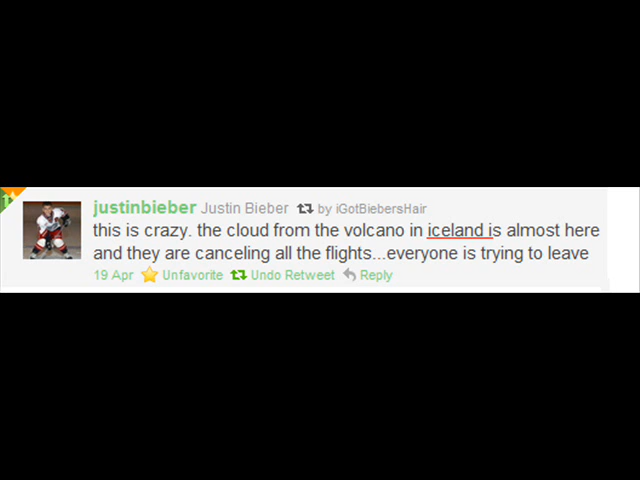 justinbieber Justin Bieber by iGotBiebersHair
this is crazy. the cloud from the volcano in iceland is almost here
and they are canceling all the flights...everyone is trying to leave
19 Apr Unfavorite Undo Retweet Reply